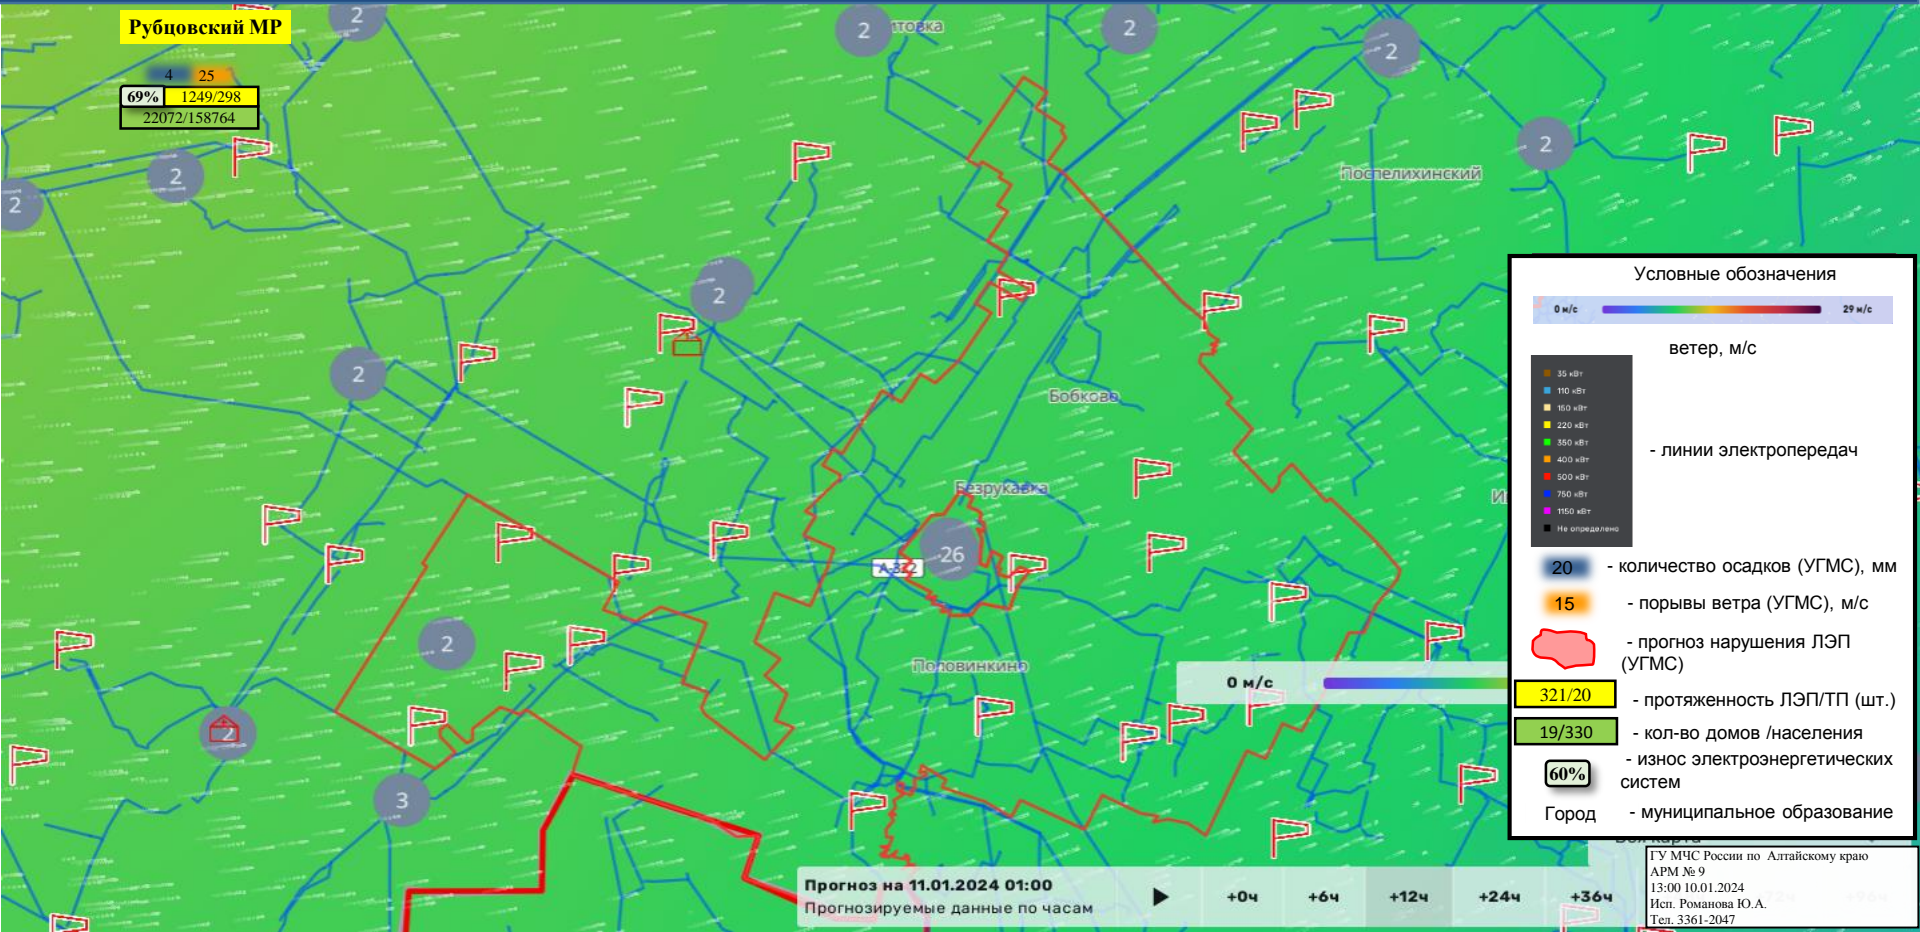 Рубцовский МР
4 25
69% 1249/298
22072/158764
2
2
2
2
2
2
2
2
2
26
2
2
3
Поспелихинский
Бобково
Безрукавка
А-322
Половинкино
0 м/с
Условные обозначения
0 м/с 29 м/с
ветер, м/с
35 кВт
110 кВт
150 кВт
220 кВт
350 кВт
400 кВт
500 кВт
750 кВт
1150 кВт
Не определено
- линии электропередач
20 - количество осадков (УГМС), мм
15 - порывы ветра (УГМС), м/с
- прогноз нарушения ЛЭП
(УГМС)
321/20 - протяженность ЛЭП/ТП (шт.)
19/330 - кол-во домов /населения
60% - износ электроэнергетических
систем
Город - муниципальное образование
Прогноз на 11.01.2024 01:00
Прогнозируемые данные по часам
+0ч +6ч +12ч +24ч +36ч
ГУ МЧС России по Алтайскому краю
АРМ № 9
13:00 10.01.2024
Исп. Романова Ю.А.
Тел. 3361-2047